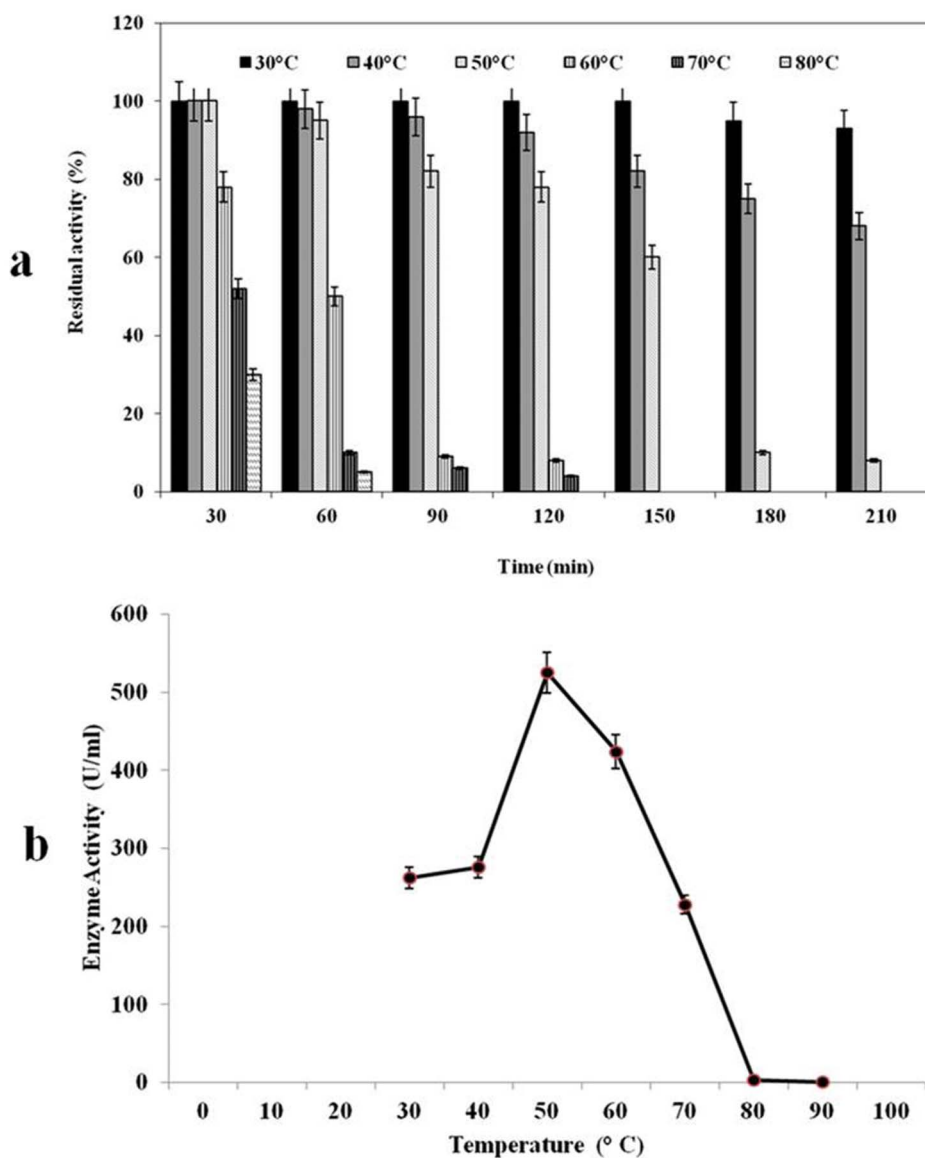 120
30°C 40°C 50°C 60°C 70°C 80°C
100
80
60
40
20
0
Residual activity (%)
a
30 60 90 120 150 180 210
Time (min)
600
500
400
300
200
100
0
Enzyme Activity (U/ml)
b
0 10 20 30 40 50 60 70 80 90 100
Temperature (° C)